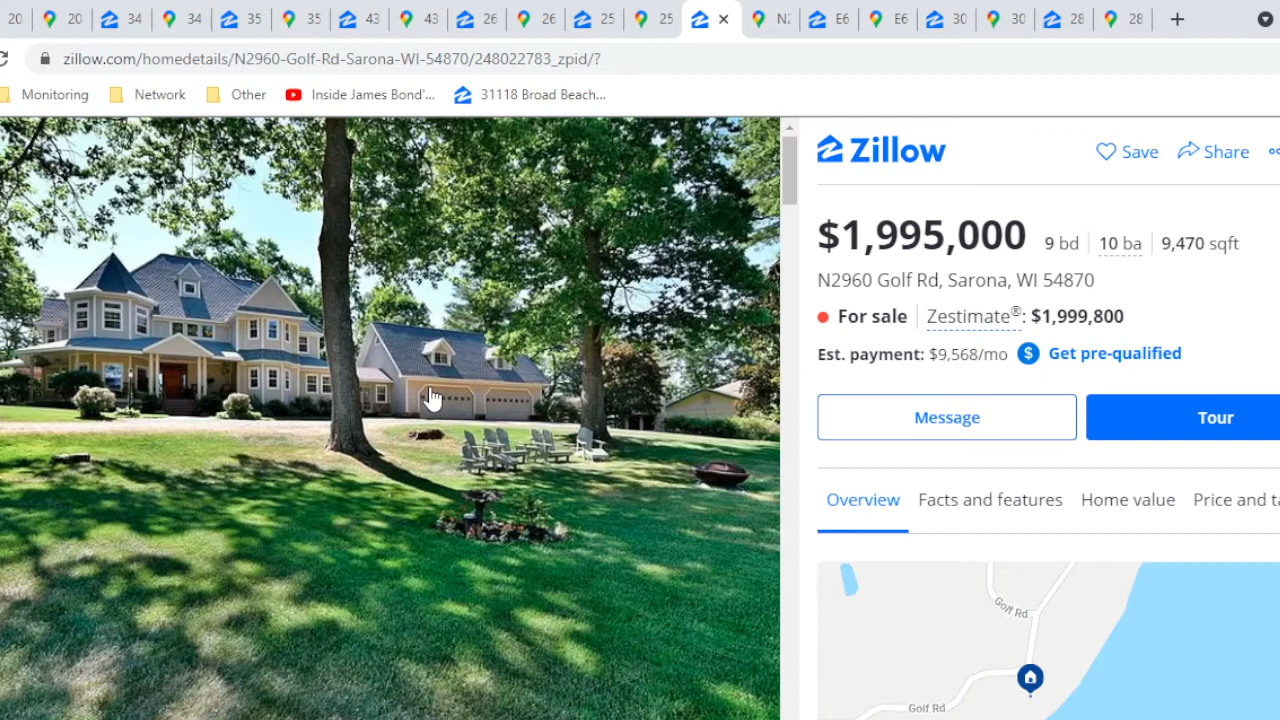 20 20 34 34 35 35 43 43 26 26 25 25 N2 E6 E6 30 30 28 28
zillow.com/homedetails/N2960-Golf-Rd-Sarona-WI-54870/248022783_zpid/?
Monitoring Network Other Inside James Bond'... 31118 Broad Beach...
Zillow Save Share
$1,995,000 9 bd 10 ba 9,470 sqft
N2960 Golf Rd, Sarona, WI 54870
For sale Zestimate®: $1,999,800
Est. payment: $9,568/mo $ Get pre-qualified
Message Tour
Overview Facts and features Home value Price and ta
Golf Rd
Golf Rd